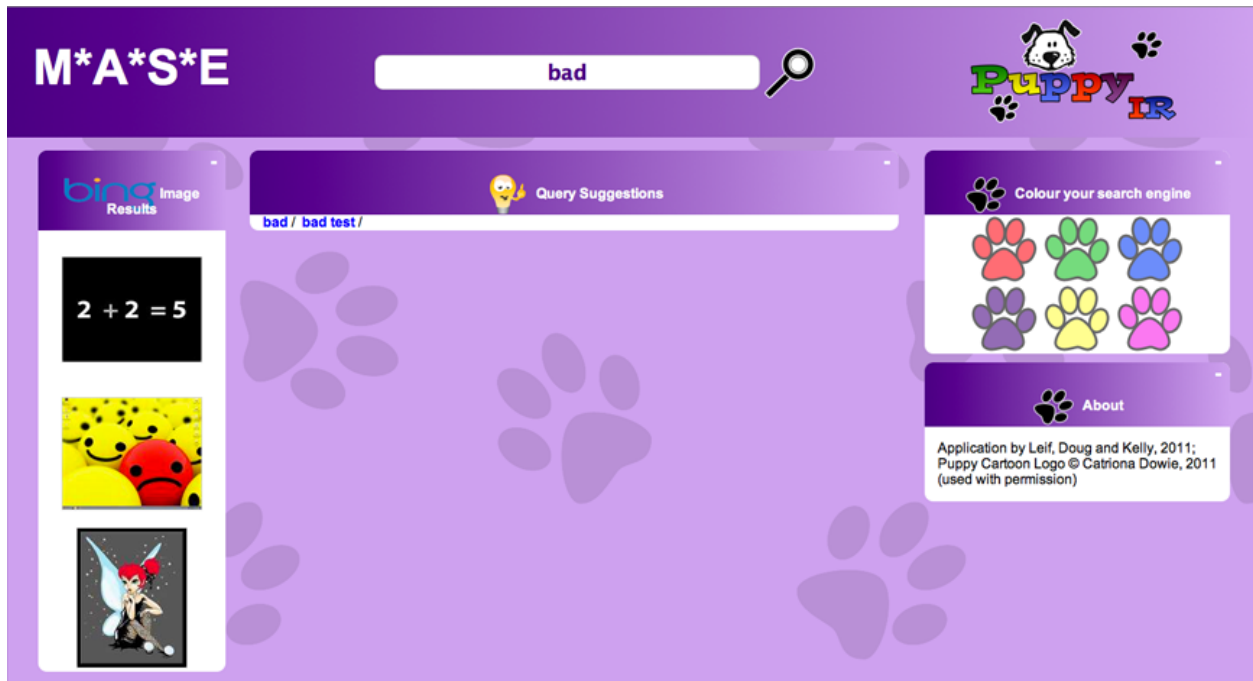 M*A*S*E
bad
Puppy
IR
bing Image
Results
2 + 2 = 5
Query Suggestions
bad / bad test /
Colour your search engine
About
Application by Leif, Doug and Kelly, 2011;
Puppy Cartoon Logo © Catriona Dowie, 2011
(used with permission)